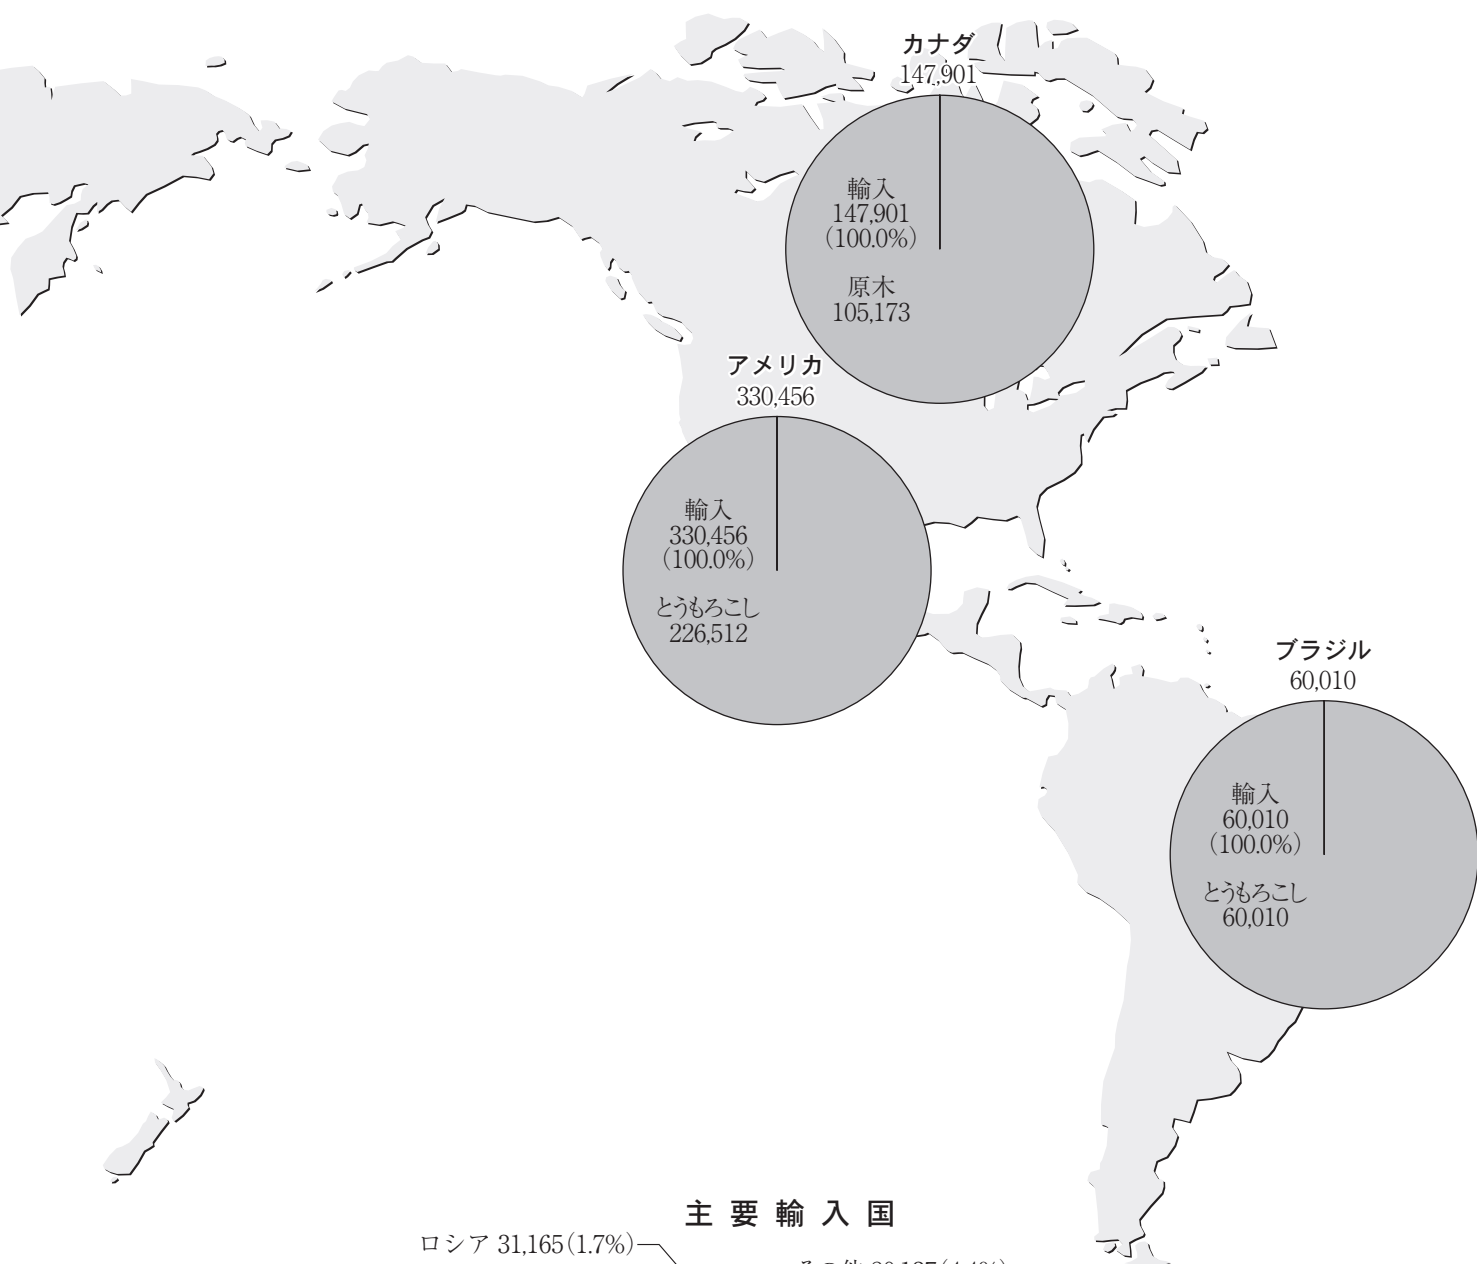 カナダ
147,901
輸入
147,901
（100.0%）
原木
105,173
アメリカ
330,456
輸入
330,456
（100.0%）
とうもろこし
226,512
ブラジル
60,010
輸入
60,010
（100.0%）
とうもろこし
60,010
主要輸入国
ロシア 31,165（1.7%）